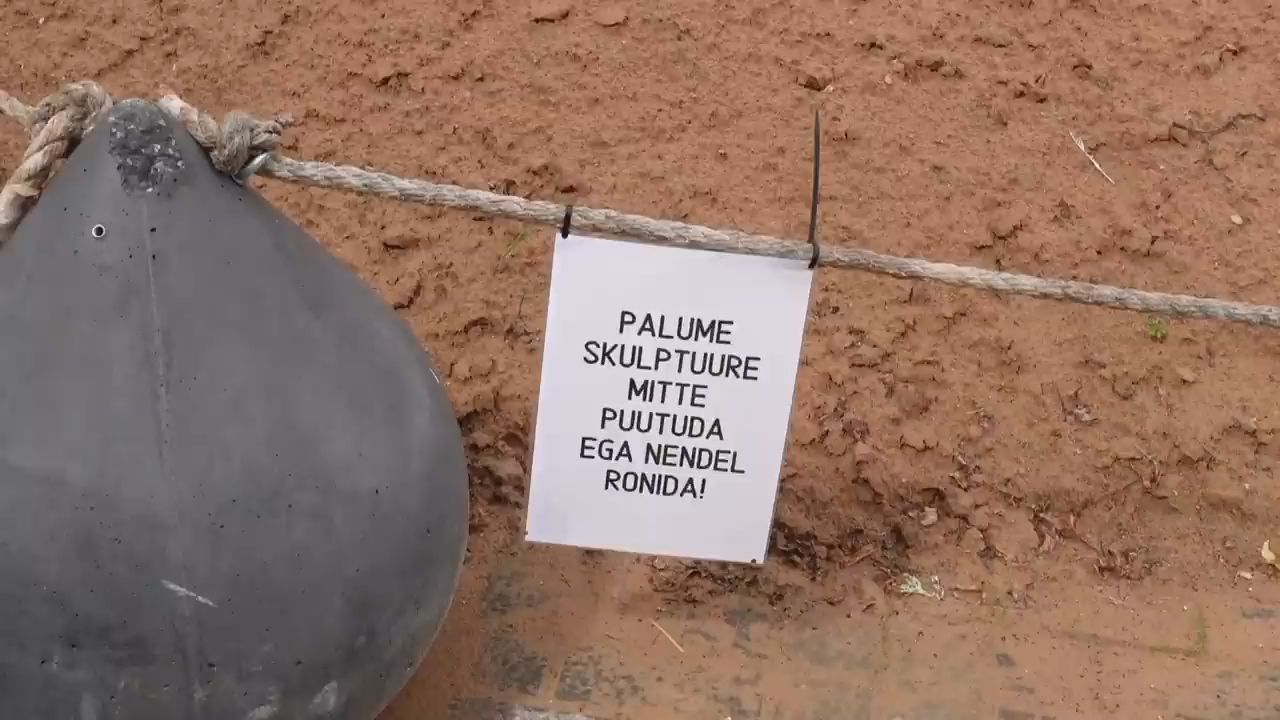 PALUME
SKULPTUURE
MITTE
PUUTUDA
EGA NENDEL
RONIDA!